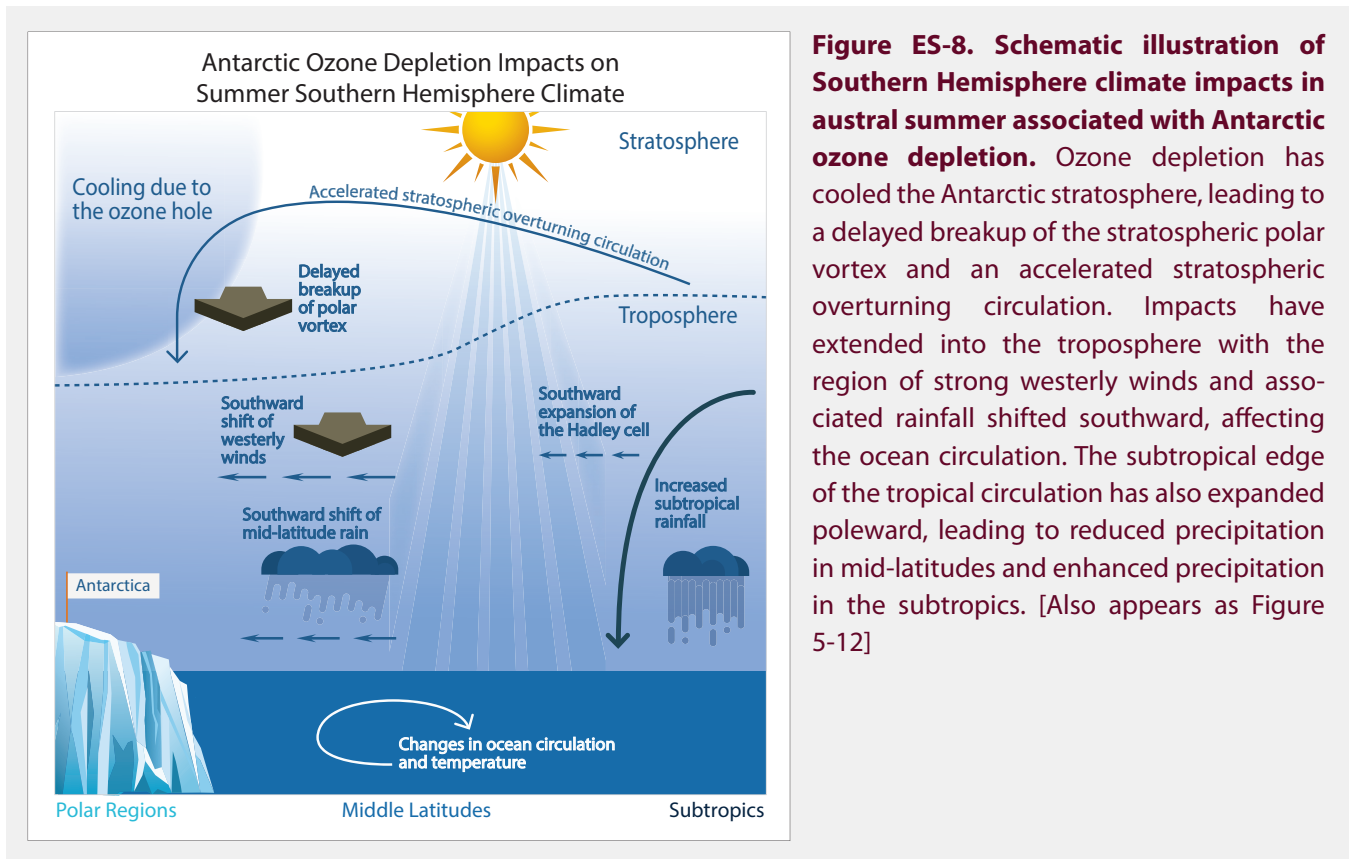 Antarctic Ozone Depletion Impacts on
Summer Southern Hemisphere Climate
Stratosphere
Cooling due to
the ozone hole
Accelerated stratospheric overturning circulation
Delayed
breakup
of polar
vortex
Troposphere
Southward
shift of
westerly
winds
Southward
expansion of
the Hadley cell
Southward shift of
mid-latitude rain
Increased
subtropical
rainfall
Antarctica
Changes in ocean circulation
and temperature
Polar Regions
Middle Latitudes
Subtropics
Figure ES-8. Schematic illustration of
Southern Hemisphere climate impacts in
austral summer associated with Antarctic
ozone depletion. Ozone depletion has
cooled the Antarctic stratosphere, leading to
a delayed breakup of the stratospheric polar
vortex and an accelerated stratospheric
overturning circulation. Impacts have
extended into the troposphere with the
region of strong westerly winds and asso-
ciated rainfall shifted southward, affecting
the ocean circulation. The subtropical edge
of the tropical circulation has also expanded
poleward, leading to reduced precipitation
in mid-latitudes and enhanced precipitation
in the subtropics. [Also appears as Figure
5-12]